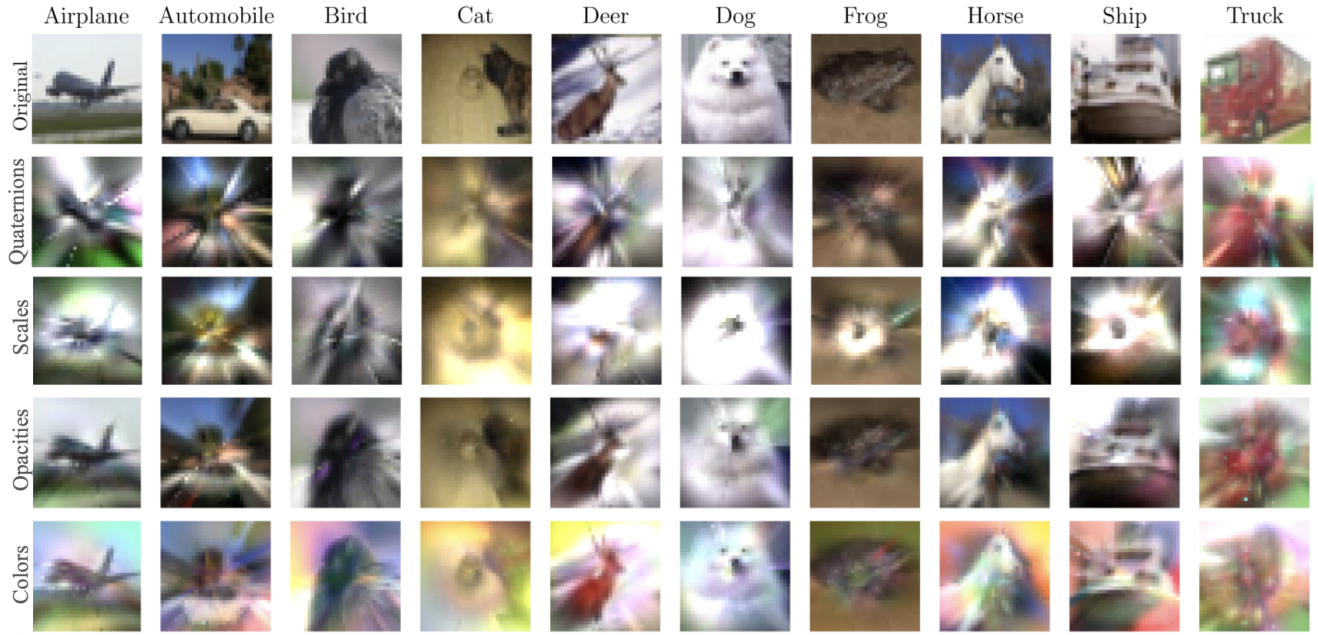 Airplane Automobile Bird Cat Deer Dog Frog Horse Ship Truck
Original
Quaternions
Scales
Opacities
Colors